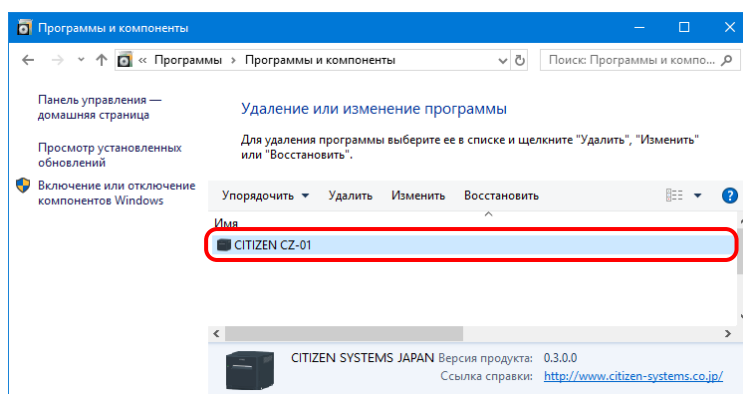 Программы и компоненты
« Програм... › Программы и компоненты
Поиск: Программы и компо...
Панель управления —
домашняя страница
Просмотр установленных
обновлений
Включение или отключение
компонентов Windows
Удаление или изменение программы
Для удаления программы выберите ее в списке и щелкните "Удалить", "Изменить"
или "Восстановить".
Упорядочить Удалить Изменить Восстановить
Имя
CITIZEN CZ-01
CITIZEN SYSTEMS JAPAN Версия продукта: 0.3.0.0
Ссылка справки: http://www.citizen-systems.co.jp/